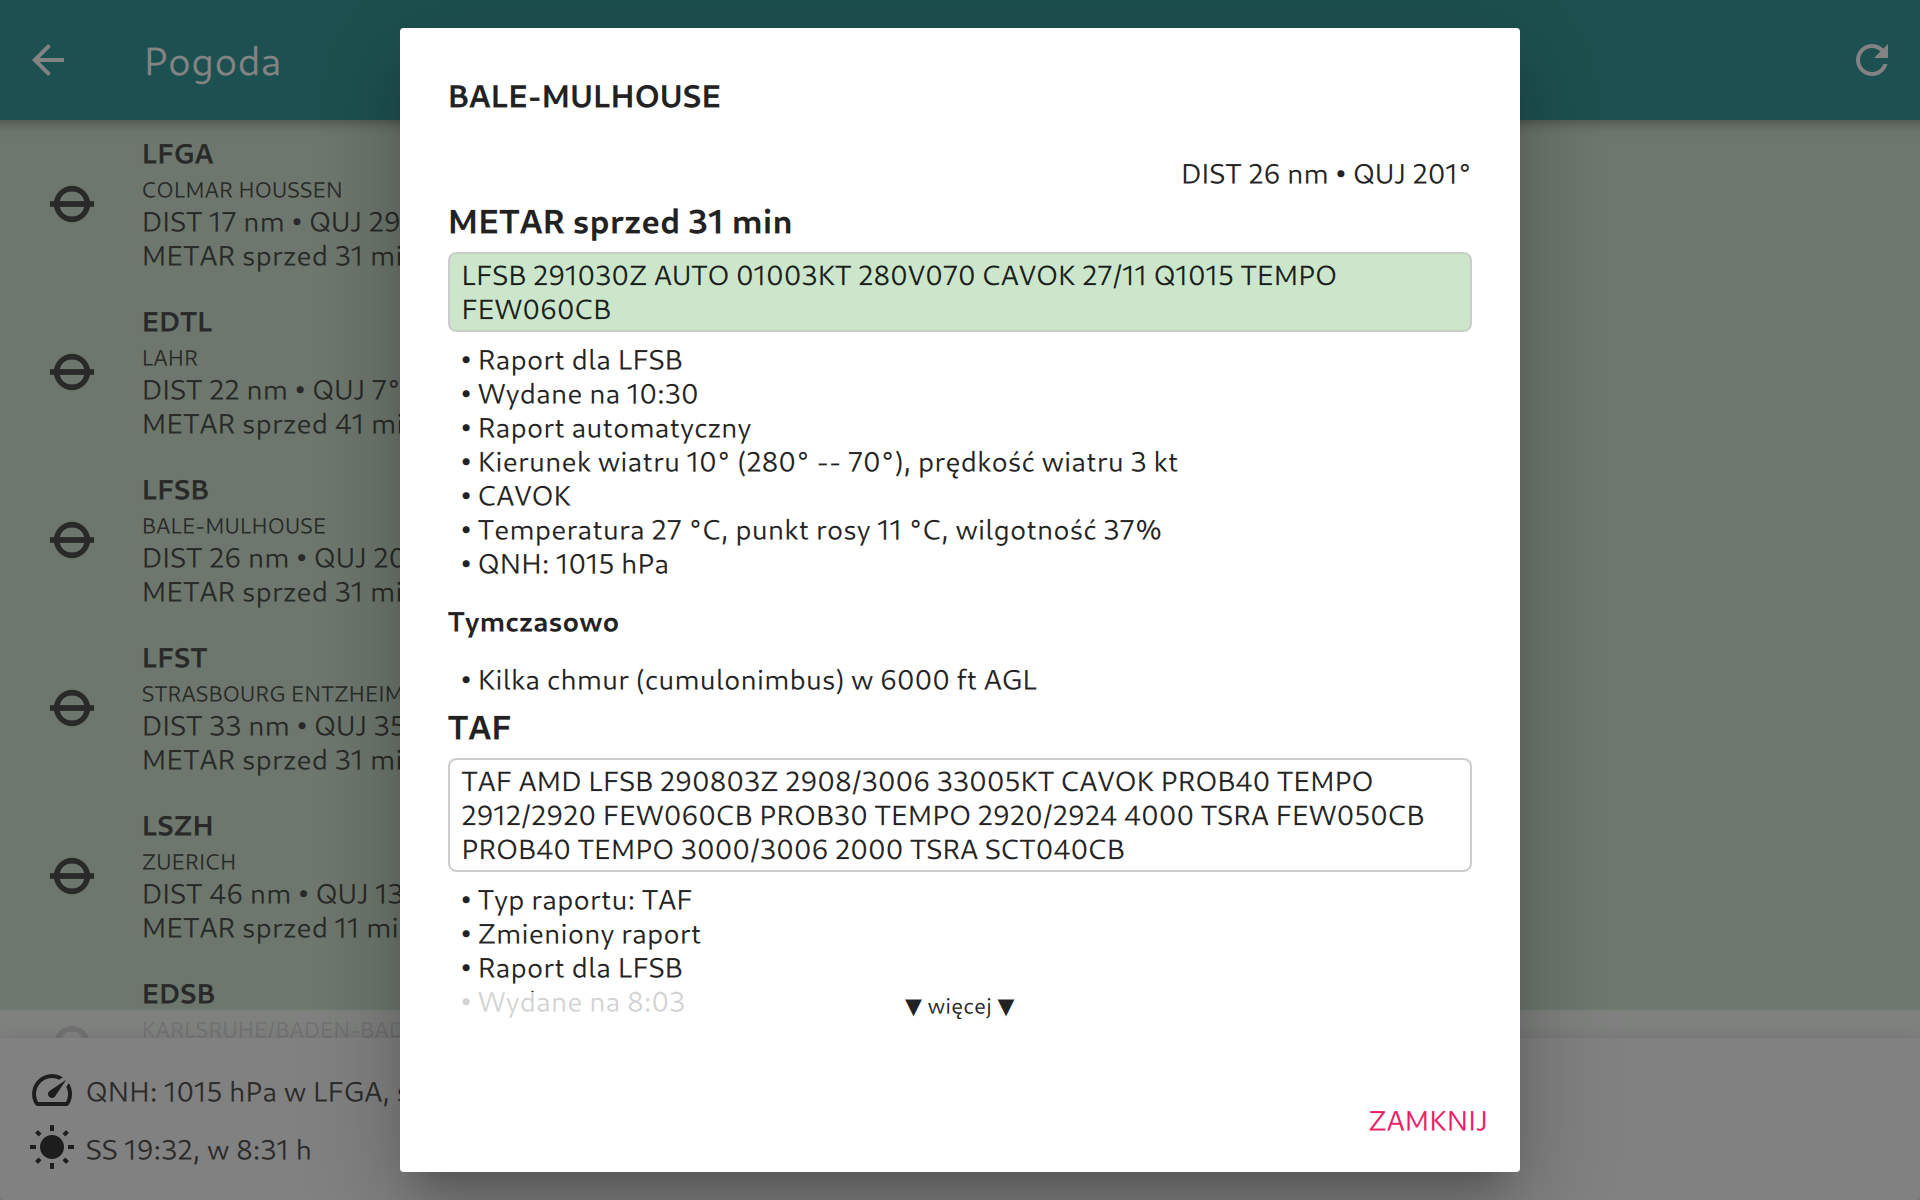 Pogoda
LFGA
COLMAR HOUSSEN
DIST 17 nm • QUJ 29
METAR sprzed 31 mi
EDTL
LAHR
DIST 22 nm • QUJ 7°
METAR sprzed 41 mi
LFSB
BALE-MULHOUSE
DIST 26 nm • QUJ 20
METAR sprzed 31 mi
LFST
STRASBOURG ENTZHEIM
DIST 33 nm • QUJ 35
METAR sprzed 31 mi
LSZH
ZUERICH
DIST 46 nm • QUJ 13
METAR sprzed 11 mi
EDSB
KARLSRUHE/BADEN-BAD
QNH: 1015 hPa w LFGA,
SS 19:32, w 8:31 h
BALE-MULHOUSE
DIST 26 nm • QUJ 201°
METAR sprzed 31 min
LFSB 291030Z AUTO 01003KT 280V070 CAVOK 27/11 Q1015 TEMPO
FEW060CB
• Raport dla LFSB
• Wydane na 10:30
• Raport automatyczny
• Kierunek wiatru 10° (280° -- 70°), prędkość wiatru 3 kt
• CAVOK
• Temperatura 27 °C, punkt rosy 11 °C, wilgotność 37%
• QNH: 1015 hPa
Tymczasowo
• Kilka chmur (cumulonimbus) w 6000 ft AGL
TAF
TAF AMD LFSB 290803Z 2908/3006 33005KT CAVOK PROB40 TEMPO
2912/2920 FEW060CB PROB30 TEMPO 2920/2924 4000 TSRA FEW050CB
PROB40 TEMPO 3000/3006 2000 TSRA SCT040CB
• Typ raportu: TAF
• Zmieniony raport
• Raport dla LFSB
• Wydane na 8:03
▼ więcej ▼
ZAMKNIJ